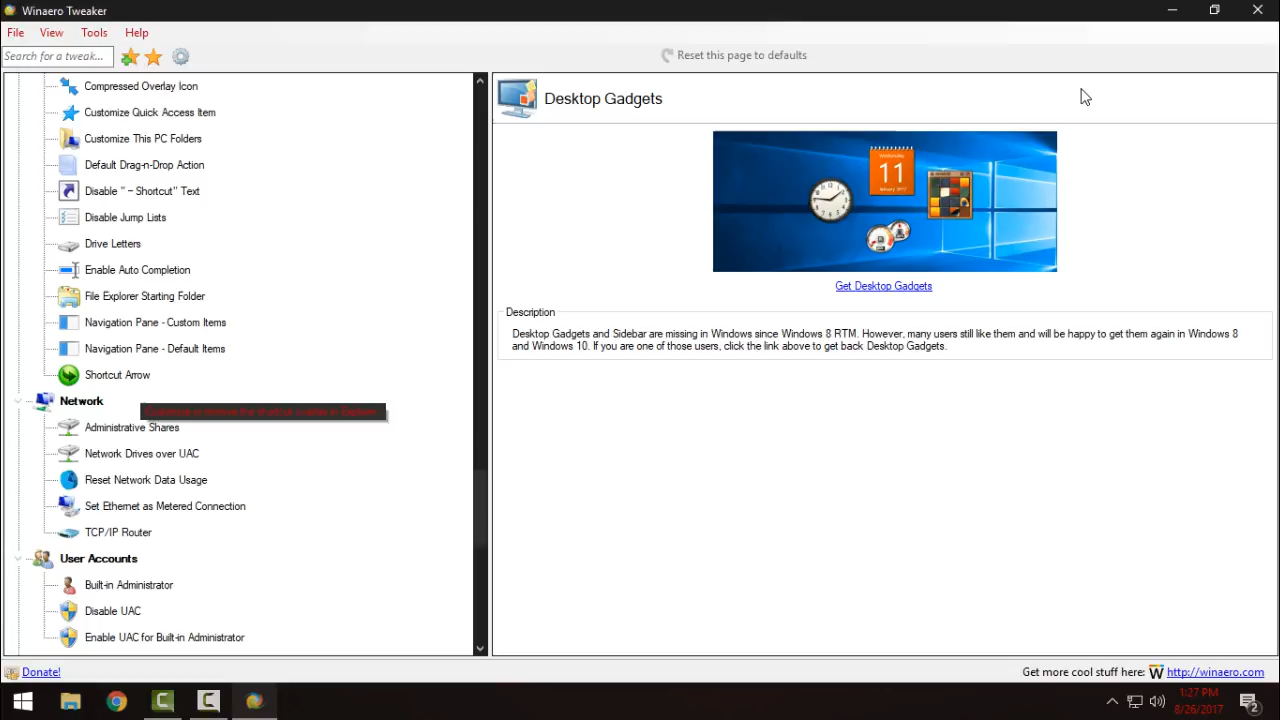 Winaero Tweaker
File View Tools Help
Search for a tweak...
Reset this page to defaults
Compressed Overlay Icon
Customize Quick Access Item
Customize This PC Folders
Default Drag-n-Drop Action
Disable " – Shortcut" Text
Disable Jump Lists
Drive Letters
Enable Auto Completion
File Explorer Starting Folder
Navigation Pane - Custom Items
Navigation Pane - Default Items
Shortcut Arrow
Network
Administrative Shares
Network Drives over UAC
Reset Network Data Usage
Set Ethernet as Metered Connection
TCP/IP Router
User Accounts
Built-in Administrator
Disable UAC
Enable UAC for Built-in Administrator
Desktop Gadgets
Wednesday
11
Get Desktop Gadgets
Description
Desktop Gadgets and Sidebar are missing in Windows since Windows 8 RTM. However, many users still like them and will be happy to get them again in Windows 8
and Windows 10. If you are one of those users, click the link above to get back Desktop Gadgets.
Donate!
Get more cool stuff here: W http://winaero.com
1:27 PM
8/26/2017
2